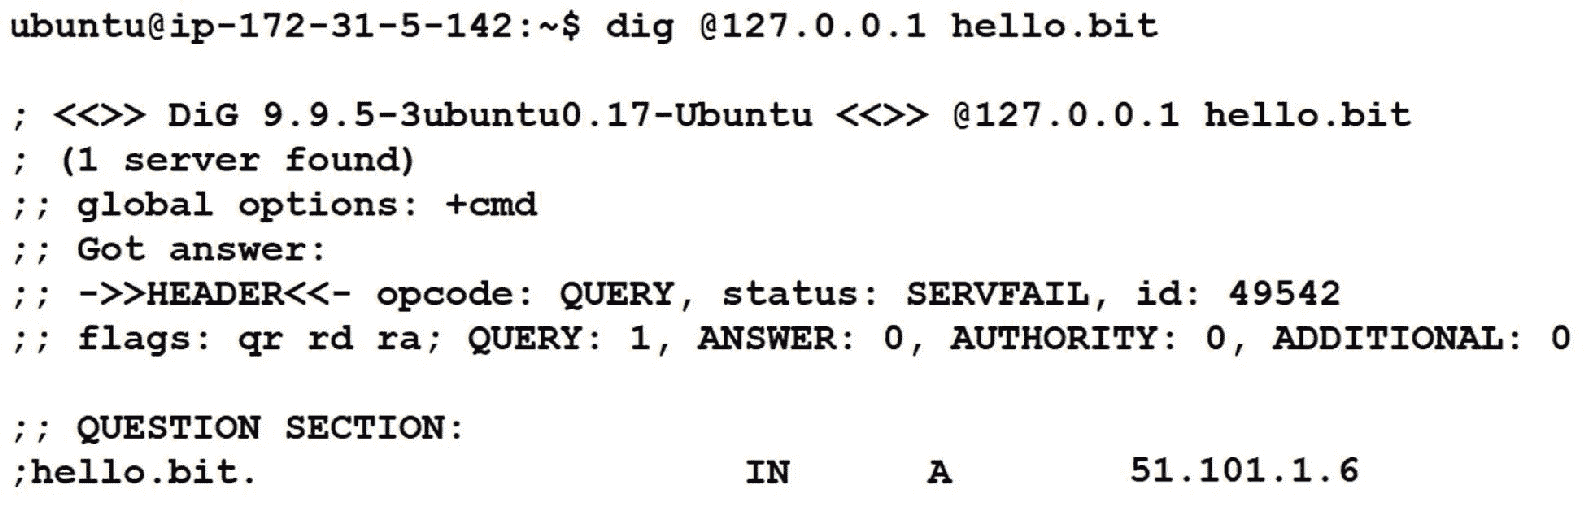 ubuntu@ip-172-31-5-142:~$ dig @127.0.0.1 hello.bit
; <<>> DiG 9.9.5-3ubuntu0.17-Ubuntu <<>> @127.0.0.1 hello.bit
; (1 server found)
;; global options: +cmd
;; Got answer:
;; ->>HEADER<<- opcode: QUERY, status: SERVFAIL, id: 49542
;; flags: qr rd ra; QUERY: 1, ANSWER: 0, AUTHORITY: 0, ADDITIONAL: 0
;; QUESTION SECTION:
;hello.bit. IN A 51.101.1.6